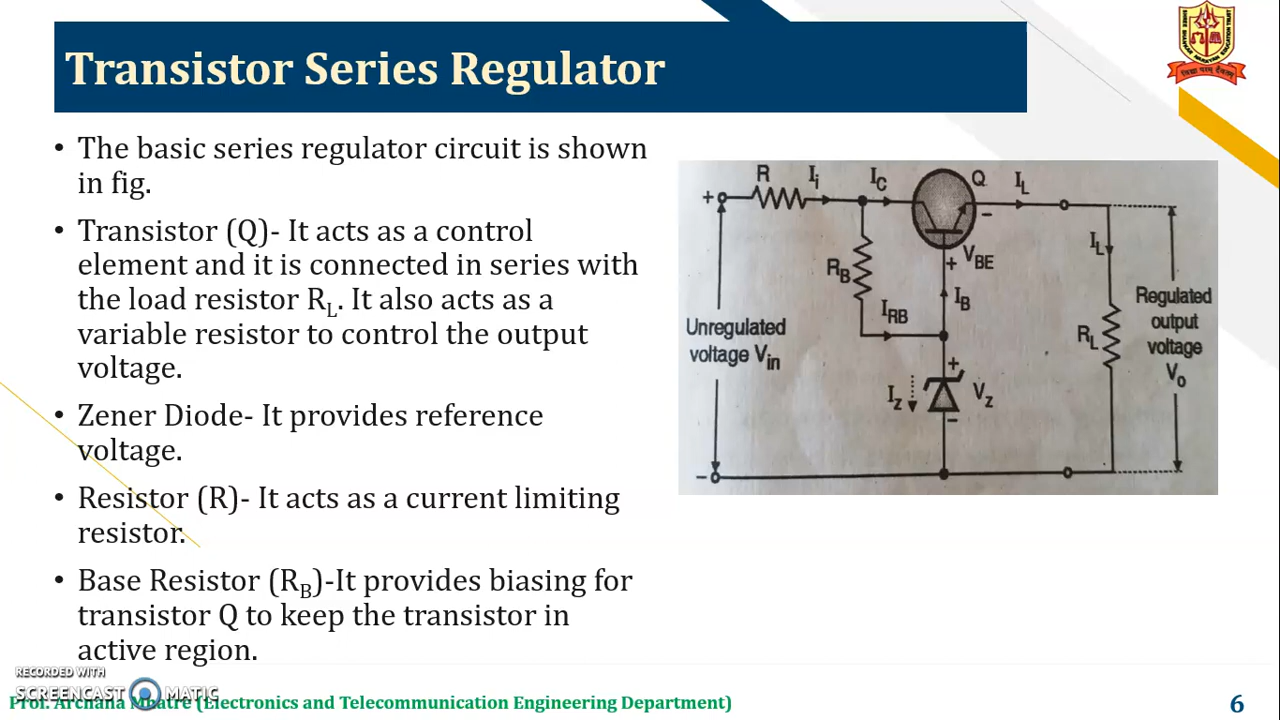 Transistor Series Regulator
• The basic series regulator circuit is shown
in fig.
• Transistor (Q)- It acts as a control
element and it is connected in series with
the load resistor RL. It also acts as a
variable resistor to control the output
voltage.
• Zener Diode- It provides reference
voltage.
• Resistor (R)- It acts as a current limiting
resistor.
• Base Resistor (RB)-It provides biasing for
transistor Q to keep the transistor in
active region.
R Ii IC Q IL
+
−
VBE
+
RB
IB
IRB
IL
Unregulated
voltage Vin
+
Iz
Vz
−
RL
Regulated
output
voltage
Vo
−
RECORDED WITH
SCREENCAST MATIC
Prof. Archana Mhatre (Electronics and Telecommunication Engineering Department)
6